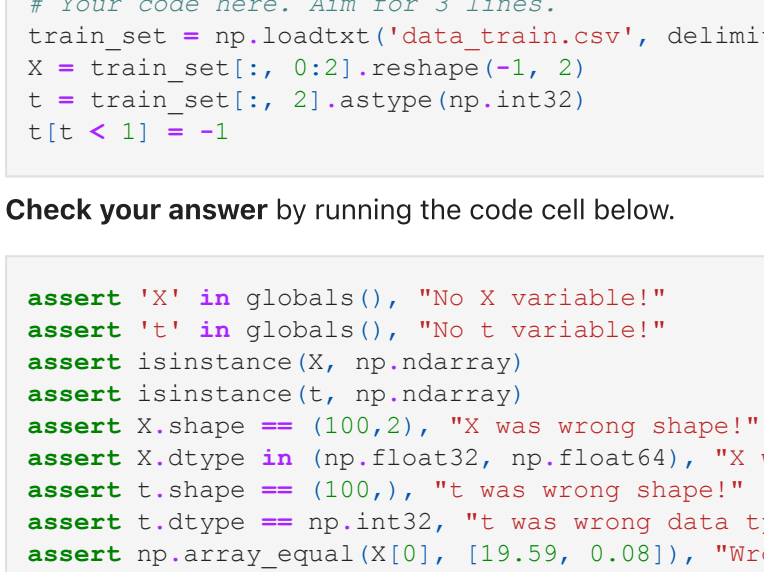 # Your code here. Aim for 3 lines.
train_set = np.loadtxt('data_train.csv', delimit
X = train_set[:, 0:2].reshape(-1, 2)
t = train_set[:, 2].astype(np.int32)
t[t < 1] = -1
Check your answer by running the code cell below.
assert 'X' in globals(), "No X variable!"
assert 't' in globals(), "No t variable!"
assert isinstance(X, np.ndarray)
assert isinstance(t, np.ndarray)
assert X.shape == (100,2), "X was wrong shape!"
assert X.dtype in (np.float32, np.float64), "X
assert t.shape == (100,), "t was wrong shape!"
assert t.dtype == np.int32, "t was wrong data
assert np.array_equal(X[0], [19.59, 0.08]),